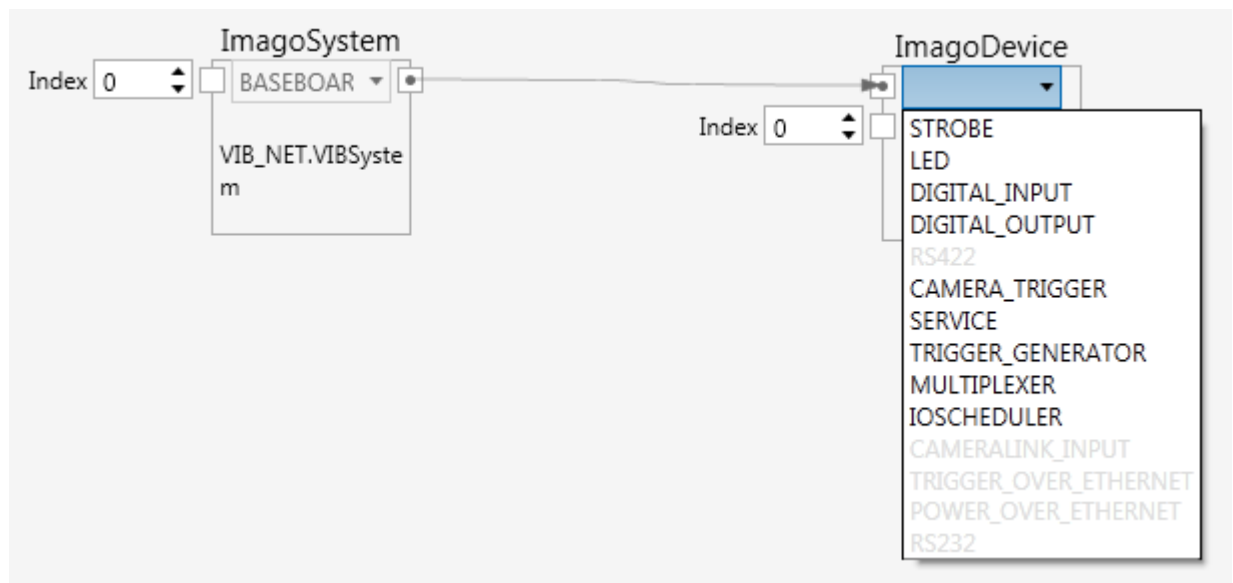 ImagoSystem
Index 0
BASEBOAR
VIB_NET.VIBSyste
m
ImagoDevice
Index 0
STROBE
LED
DIGITAL_INPUT
DIGITAL_OUTPUT
RS422
CAMERA_TRIGGER
SERVICE
TRIGGER_GENERATOR
MULTIPLEXER
IOSCHEDULER
CAMERALINK_INPUT
TRIGGER_OVER_ETHERNET
POWER_OVER_ETHERNET
RS232